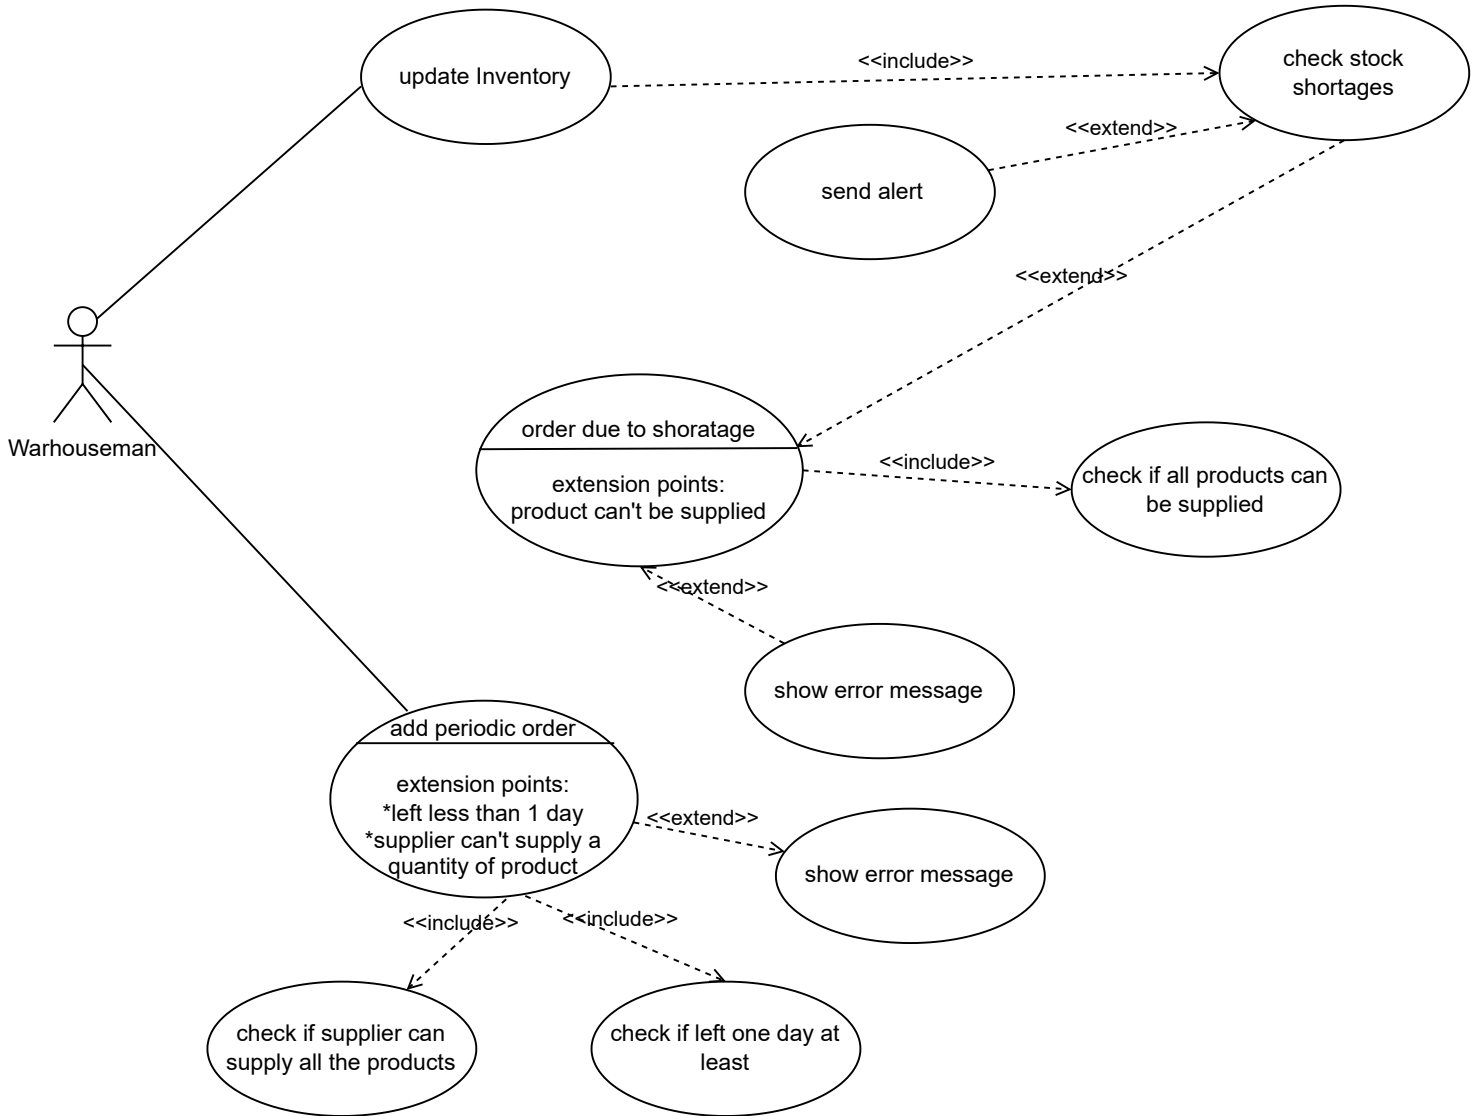 update Inventory
<<include>>
check stock
shortages
<<extend>>
send alert
<<extend>>
Warhouseman
order due to shoratage
extension points:
product can't be supplied
<<include>>
check if all products can
be supplied
<<extend>>
show error message
add periodic order
extension points:
*left less than 1 day
*supplier can't supply a
quantity of product
<<extend>>
show error message
<<include>>
<<include>>
check if supplier can
supply all the products
check if left one day at
least